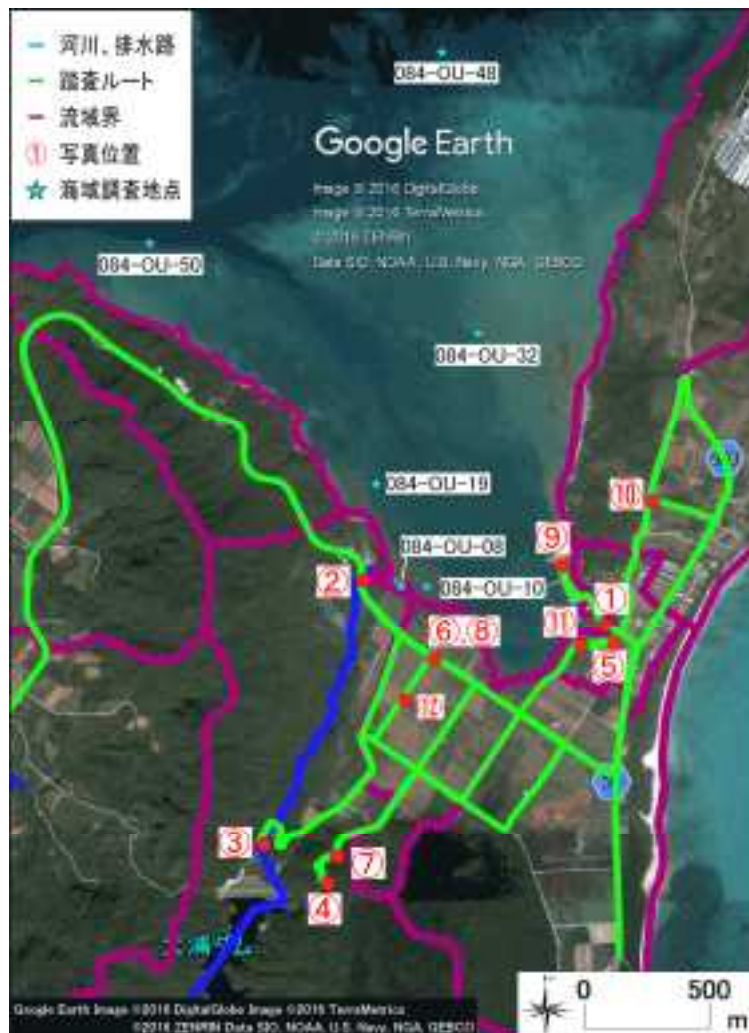 河川、排水路
踏査ルート
流域界
① 写真位置
海域調査地点
084-OU-48
Google Earth
Image © 2016 DigitalGlobe
Image © 2016 TerraMetrics
© 2016 ZENRIN
Data SIO, NOAA, U.S. Navy, NGA, GEBCO
084-OU-50
084-OU-32
084-OU-19
⑩
⑨
084-OU-08
②
084-OU-10
①
⑪
⑥,⑧
⑤
⑫
③
⑦
④
0 500
m
Google Earth Image ©2016 DigitalGlobe Image ©2016 TerraMetrics
©2016 ZENRIN Data SIO, NOAA, U.S. Navy, NGA, GEBCO